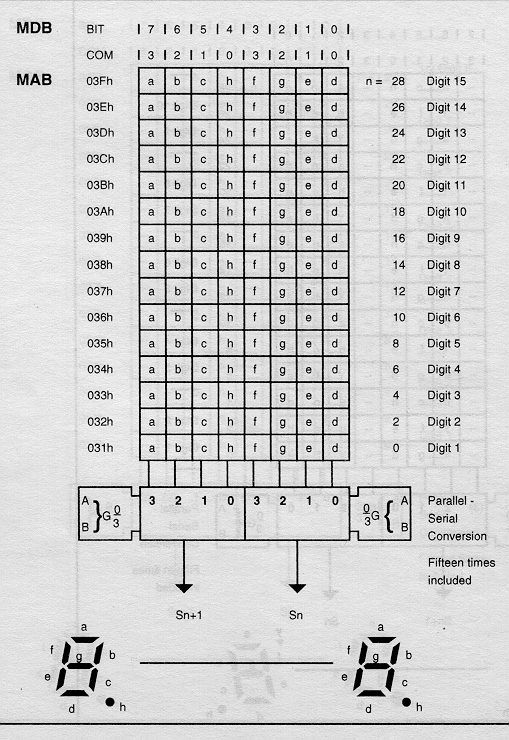 MDB BIT 7 6 5 4 3 2 1 0
COM 3 2 1 0 3 2 1 0
MAB 03Fh a b c h f g e d n = 28 Digit 15
03Eh a b c h f g e d 26 Digit 14
03Dh a b c h f g e d 24 Digit 13
03Ch a b c h f g e d 22 Digit 12
03Bh a b c h f g e d 20 Digit 11
03Ah a b c h f g e d 18 Digit 10
039h a b c h f g e d 16 Digit 9
038h a b c h f g e d 14 Digit 8
037h a b c h f g e d 12 Digit 7
036h a b c h f g e d 10 Digit 6
035h a b c h f g e d 8 Digit 5
034h a b c h f g e d 6 Digit 4
033h a b c h f g e d 4 Digit 3
032h a b c h f g e d 2 Digit 2
031h a b c h f g e d 0 Digit 1
A 3 2 1 0 3 2 1 0 A Parallel -
} G 0/3 0/3 G { Serial
B B Conversion
Fifteen times
included
Sn+1 Sn
a a
f g b f g b
e c e c
d h d h